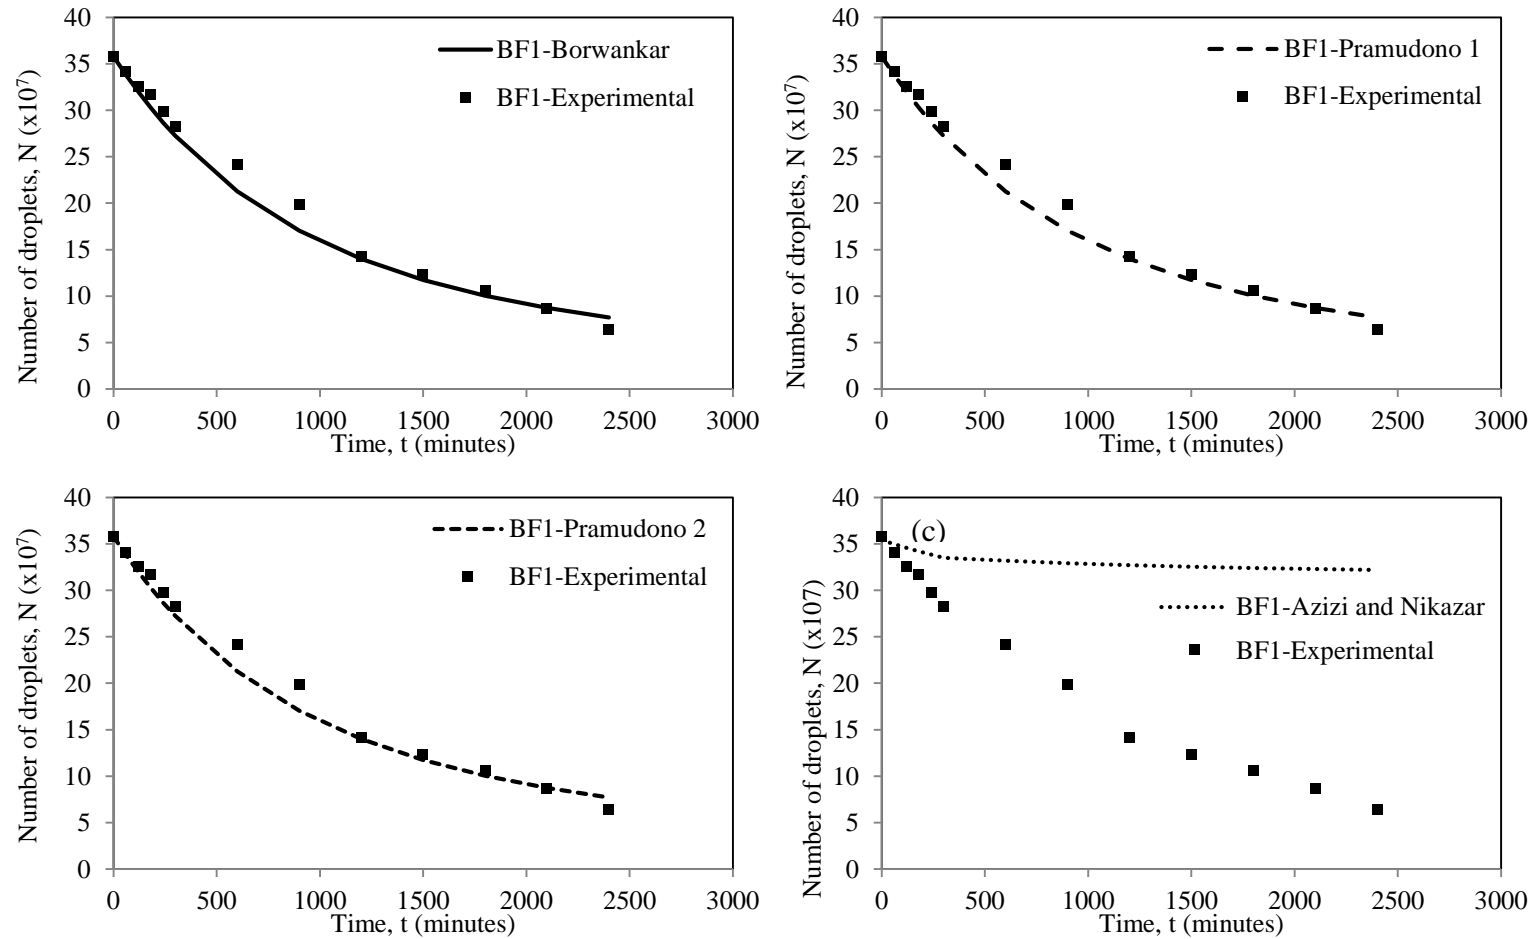 40
35
30
25
20
15
10
5
0
Number of droplets, N (x10⁷)
BF1-Borwankar
BF1-Experimental
0 500 1000 1500 2000 2500 3000
Time, t (minutes)
40
35
30
25
20
15
10
5
0
Number of droplets, N (x10⁷)
BF1-Pramudono 1
BF1-Experimental
0 500 1000 1500 2000 2500 3000
Time, t (minutes)
40
35
30
25
20
15
10
5
0
Number of droplets, N (x10⁷)
BF1-Pramudono 2
BF1-Experimental
0 500 1000 1500 2000 2500 3000
Time, t (minutes)
40
35
30
25
20
15
10
5
0
Number of droplets, N (x107)
(c)
BF1-Azizi and Nikazar
BF1-Experimental
0 500 1000 1500 2000 2500 3000
Time, t (minutes)